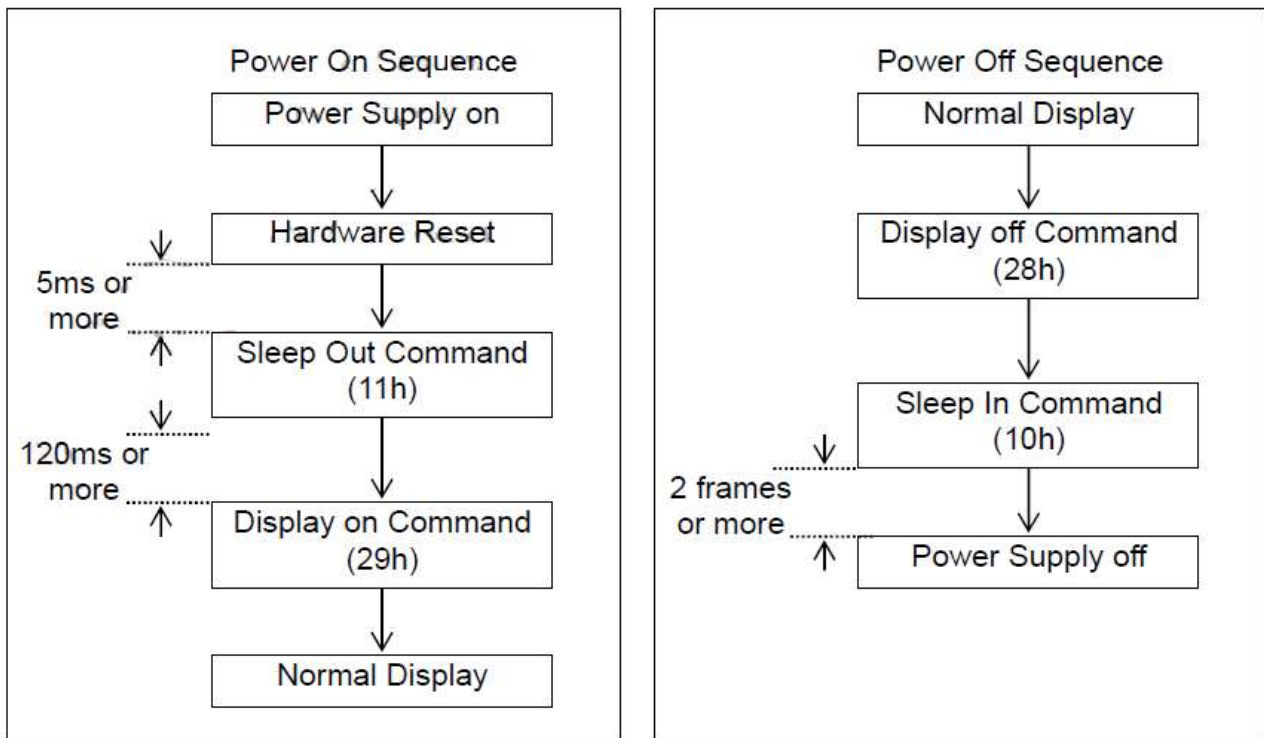 Power On Sequence
Power Supply on
Hardware Reset
5ms or
more
Sleep Out Command
(11h)
120ms or
more
Display on Command
(29h)
Normal Display
Power Off Sequence
Normal Display
Display off Command
(28h)
Sleep In Command
(10h)
2 frames
or more
Power Supply off